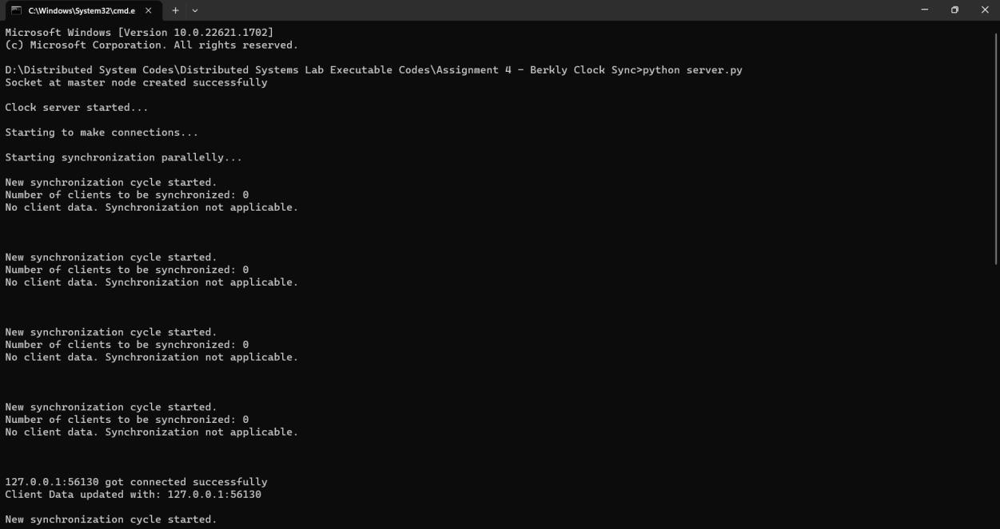 C:\Windows\System32\cmd.e
Microsoft Windows [Version 10.0.22621.1702]
(c) Microsoft Corporation. All rights reserved.
D:\Distributed System Codes\Distributed Systems Lab Executable Codes\Assignment 4 - Berkly Clock Sync>python server.py
Socket at master node created successfully
Clock server started...
Starting to make connections...
Starting synchronization parallelly...
New synchronization cycle started.
Number of clients to be synchronized: 0
No client data. Synchronization not applicable.
New synchronization cycle started.
Number of clients to be synchronized: 0
No client data. Synchronization not applicable.
New synchronization cycle started.
Number of clients to be synchronized: 0
No client data. Synchronization not applicable.
New synchronization cycle started.
Number of clients to be synchronized: 0
No client data. Synchronization not applicable.
127.0.0.1:56130 got connected successfully
Client Data updated with: 127.0.0.1:56130
New synchronization cycle started.